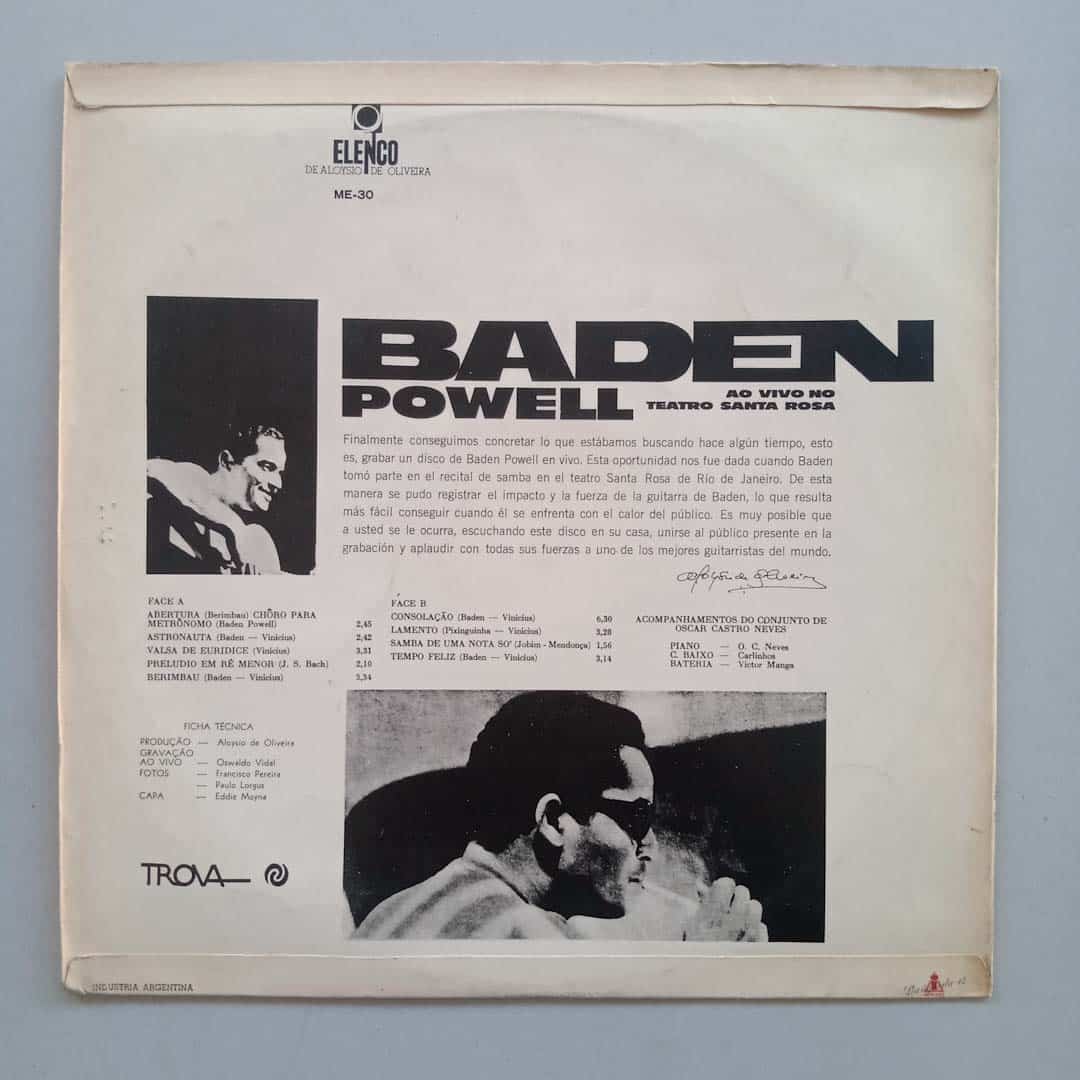 ELENCO
DE ALOYSIO DE OLIVEIRA
ME-30
BADEN
POWELL
AO VIVO NO
TEATRO SANTA ROSA
Finalmente conseguimos concretar lo que estábamos buscando hace algún tiempo, esto
es, grabar un disco de Baden Powell en vivo. Esta oportunidad nos fue dada cuando Baden
tomó parte en el recital de samba en el teatro Santa Rosa de Río de Janeiro. De esta
manera se pudo registrar el impacto y la fuerza de la guitarra de Baden, lo que resulta
más fácil conseguir cuando él se enfrenta con el calor del público. Es muy posible que
a usted se le ocurra, escuchando este disco en su casa, unirse al público presente en la
grabación y aplaudir con todas sus fuerzas a uno de los mejores guitarristas del mundo.
FACE A
ABERTURA (Berimbau) CHÔRO PARA
METRÔNOMO (Baden Powell) 2,45
ASTRONAUTA (Baden — Vinicius) 2,42
VALSA DE EURIDICE (Vinicius) 3,31
PRELUDIO EM RÊ MENOR (J. S. Bach) 2,10
BERIMBAU (Baden — Vinicius) 3,34
FACE B
CONSOLAÇÃO (Baden — Vinicius) 6,30
LAMENTO (Pixinguinha — Vinicius) 3,28
SAMBA DE UMA NOTA SO' (Jobim - Mendonça) 1,56
TEMPO FELIZ (Baden — Vinicius) 3,14
ACOMPANHAMENTOS DO CONJUNTO DE
OSCAR CASTRO NEVES
PIANO — O. C. Neves
C. BAIXO — Carlinhos
BATERIA — Victor Manga
FICHA TÉCNICA
PRODUÇÃO — Aloysio de Oliveira
GRAVAÇÃO
AO VIVO — Oswaldo Vidal
FOTOS — Francisco Pereira
— Paulo Lorgus
CAPA — Eddie Moyna
TROVA
INDUSTRIA ARGENTINA